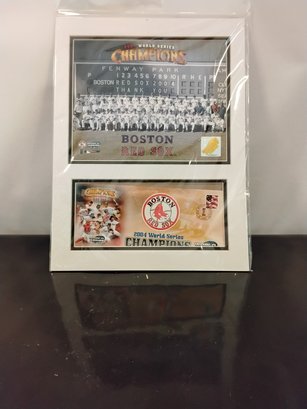 WORLD SERIES
CHAMPIONS
FENWAY PARK
P 1 2 3 4 5 6 7 8 9 10 R H E P
BOSTON RED SOX 2004
THANK YOU
BOSTON
RED SOX
BOSTON
RED SOX
2004 World Series
CHAMPIONS